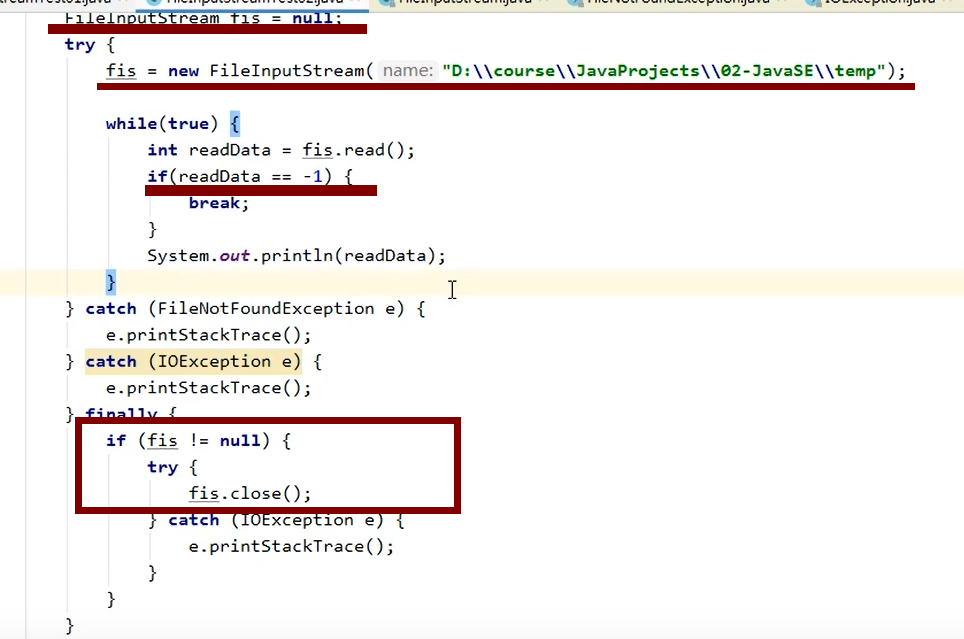 FileInputStream fis = null;
try {
fis = new FileInputStream( name: "D:\\course\\JavaProjects\\02-JavaSE\\temp");
while(true) {
int readData = fis.read();
if(readData == -1) {
break;
}
System.out.println(readData);
}
} catch (FileNotFoundException e) {
e.printStackTrace();
} catch (IOException e) {
e.printStackTrace();
} finally {
if (fis != null) {
try {
fis.close();
} catch (IOException e) {
e.printStackTrace();
}
}
}